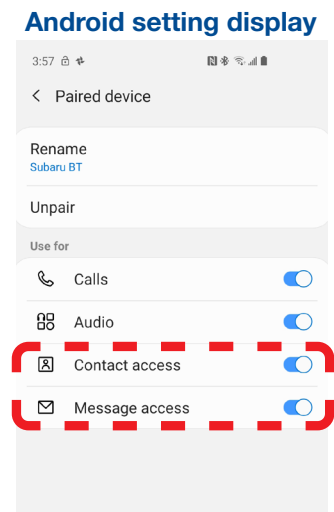 Android setting display
3:57
Paired device
Rename
Subaru BT
Unpair
Use for
Calls
Audio
Contact access
Message access